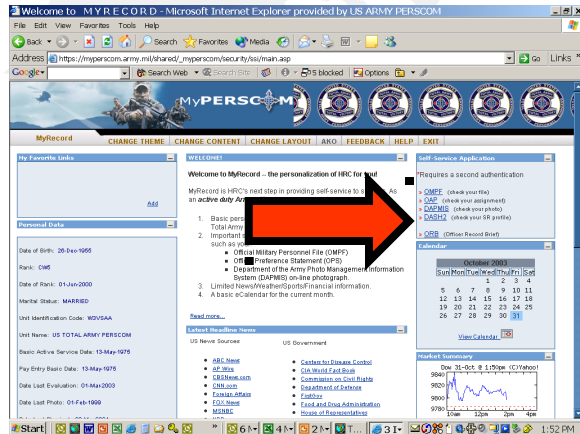 Welcome to M Y R E C O R D - Microsoft Internet Explorer provided by US ARMY PERSCOM
File Edit View Favorites Tools Help
Back Search Favorites Media
Address https://myperscom.army.mil/shared/_myperscom/security/ssi/main.asp Go Links »
Google Search Web Search Site 5 blocked Options
MyPERSC M
MyRecord CHANGE THEME CHANGE CONTENT CHANGE LAYOUT AKO FEEDBACK HELP EXIT
My Favorite Links
Add
Personal Data
Date of Birth: 26-Dec-1955
Rank: CW5
Date of Rank: 01-Jun-2000
Marital Status: MARRIED
Unit Identification Code: W3VSAA
Unit Name: US TOTAL ARMY PERSCOM
Basic Active Service Date: 13-May-1975
Pay Entry Basic Date: 13-May-1975
Date Last Evaluation: 01-Mar-2003
Date Last Photo: 01-Feb-1999
WELCOME!
Welcome to MyRecord -- the personalization of HRC for you!
MyRecord is HRC's next step in providing self-service to s As
an active duty Ar
1. Basic pers
Total Army
2. Important s
such as you
Official Military Personnel File (OMPF)
Preference Statement (OPS)
Department of the Army Photo Management Information
System (DAPMIS) on-line photograph.
3. Limited News/Weather/Sports/Financial information.
4. A basic eCalendar for the current month.
Read more...
Latest Headline News
US News Sources
ABC News
AP Wire
CBSNews.com
CNN.com
Foreign Affairs
FOX News
MSNBC
US Government
Centers for Disease Control
CIA World Fact Book
Commission on Civil Rights
Department of Defense
FirstGov
Food and Drug Administration
House of Representatives
Self-Service Application
*Requires a second authentication
» OMPF (check your file)
» OAP (check your assignment)
» DAPMIS (check your photo)
» DASH2 (check your SR profile)
» ORB (Officer Record Brief)
Calendar
October 2003
Sun Mon Tue Wed Thu Fri Sat
1 2 3 4
5 6 7 8 9 10 11
12 13 14 15 16 17 18
19 20 21 22 23 24 25
26 27 28 29 30 31
View Calendar
Market Summary
Dow 31-Oct @ 1:50pm (C)Yahoo!
9840
9820
9800
9780
10am 12pm 2pm 4pm
Start 1:52 PM